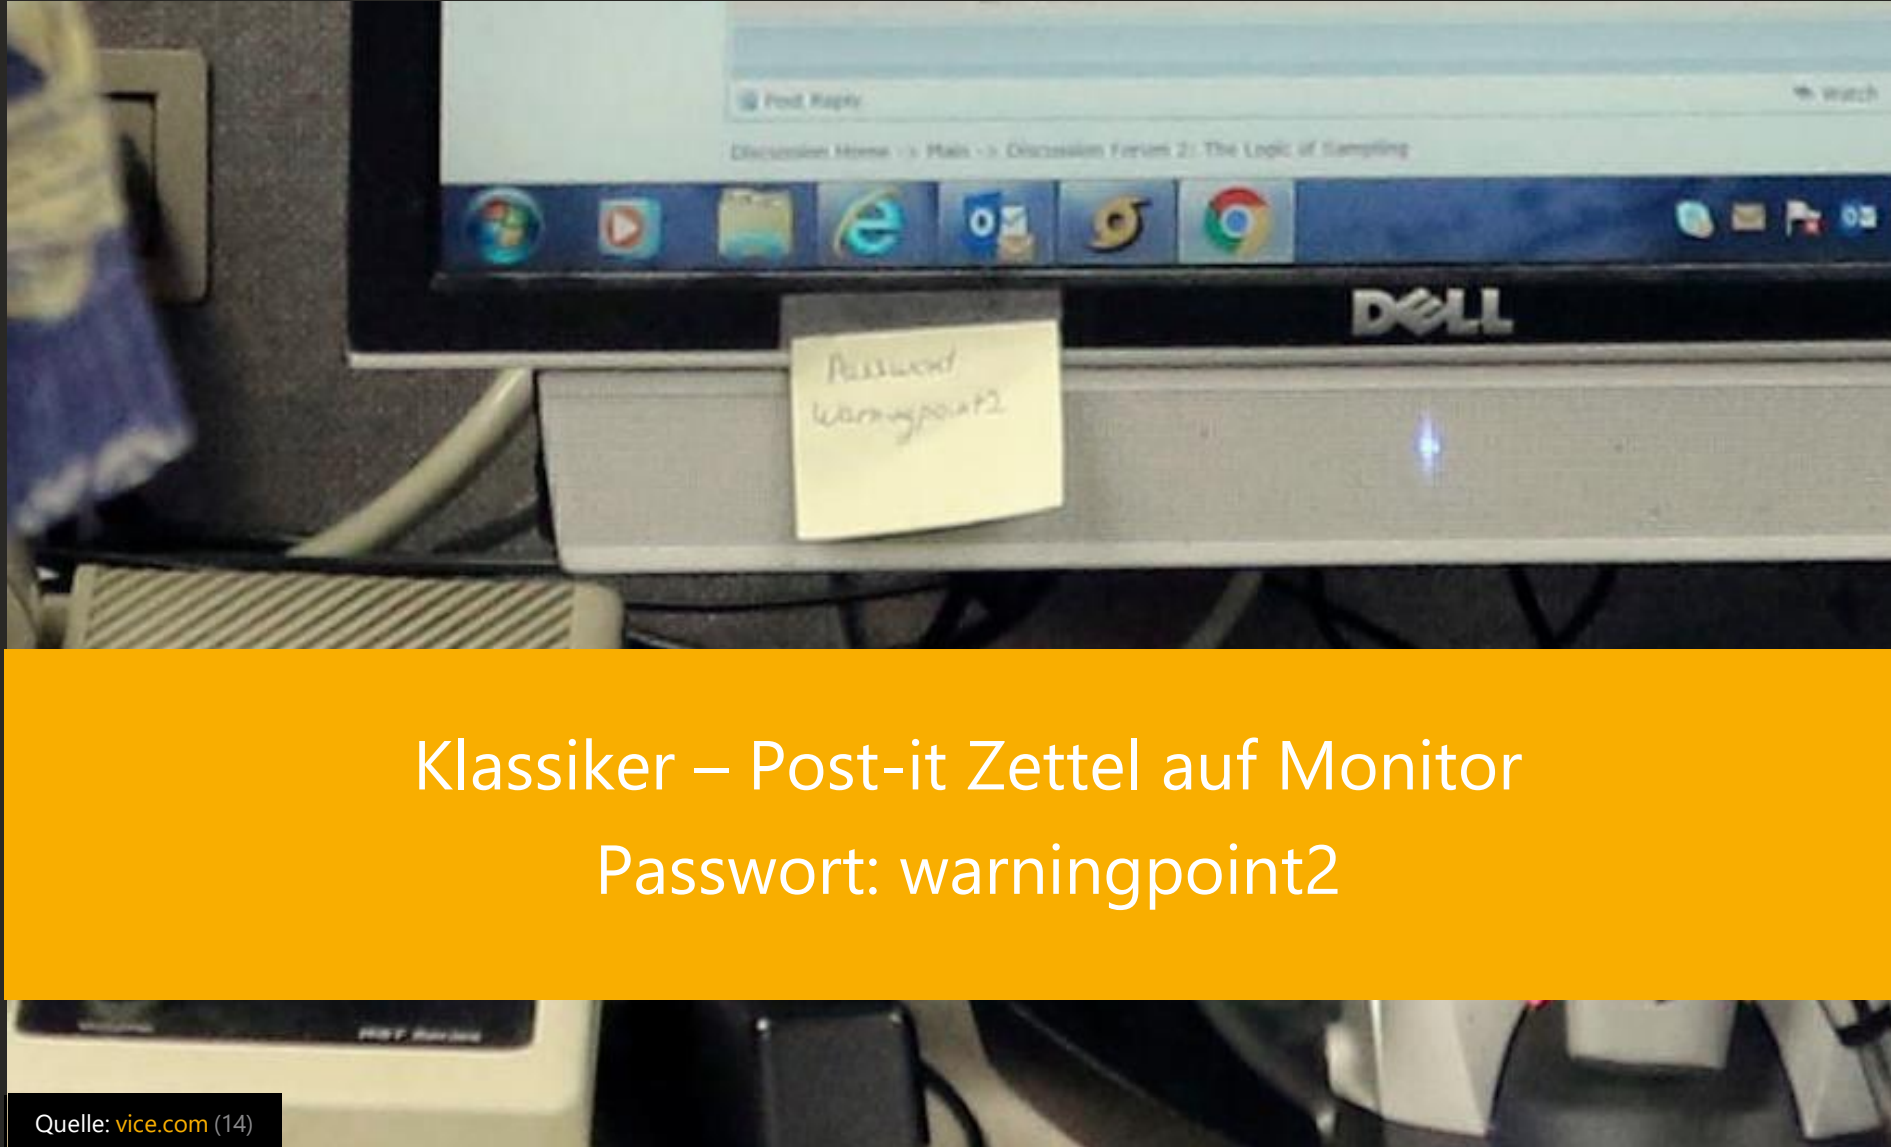 Post Reply
Watch
Discussion Home -> Main -> Discussion Forum 2: The Logic of Sampling
DELL
Password
Warningpoint2
Klassiker – Post-it Zettel auf Monitor
Passwort: warningpoint2
Quelle: vice.com (14)